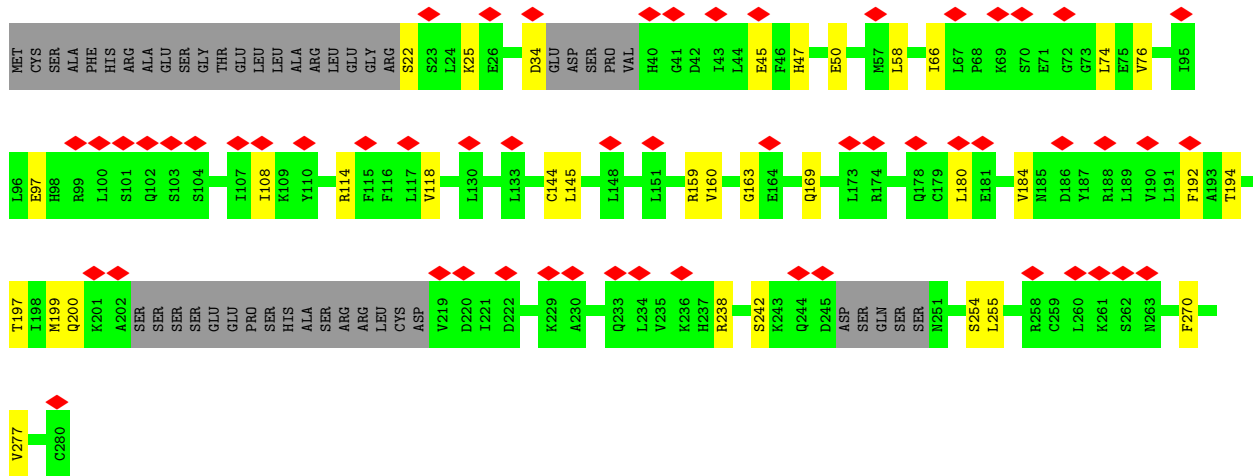 MET CYS SER ALA PHE HIS ARG ALA GLU SER GLY THR GLU LEU LEU ALA ARG LEU GLU GLY ARG S22 S23 L24 K25 E26 D34 GLU ASP SER PRO VAL H40 G41 D42 I43 L44 E45 F46 H47 E50 M57 L58 I66 L67 P68 K69 S70 E71 G72 G73 L74 E75 V76 I95
L96 E97 H98 R99 L100 S101 Q102 S103 S104 I107 I108 K109 Y110 R114 F115 F116 L117 V118 L130 L133 C144 L145 L148 L151 R159 V160 G163 E164 Q169 L173 R174 Q178 C179 L180 E181 V184 N185 D186 Y187 R188 L189 V190 L191 F192 A193 T194
T197 I198 M199 Q200 K201 A202 SER SER SER SER GLU GLU PRO SER HIS ALA SER ARG ARG LEU CYS ASP V219 D220 I221 D222 K229 A230 Q233 L234 V235 K236 H237 R238 S242 K243 Q244 D245 ASP SER GLN SER SER N251 S254 L255 R258 C259 L260 K261 S262 N263 F270
V277 C280